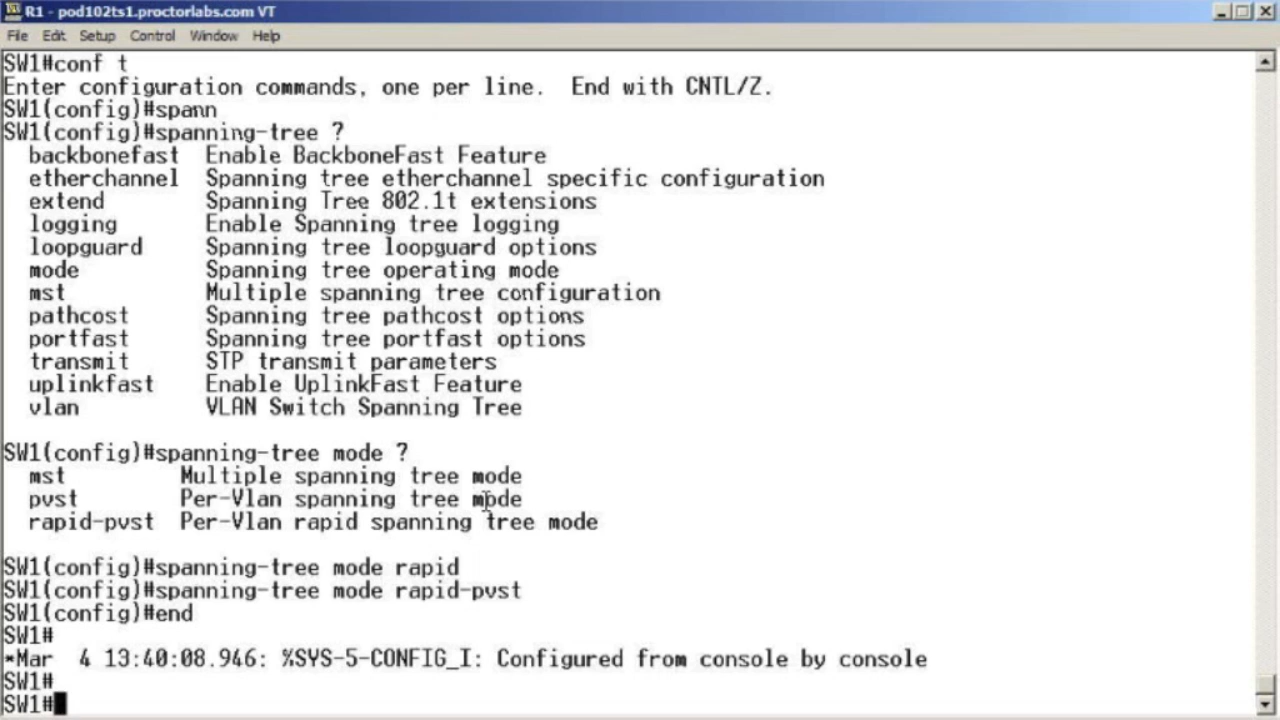 R1 - pod102ts1.proctorlabs.com VT
File Edit Setup Control Window Help
SW1#conf t
Enter configuration commands, one per line.  End with CNTL/Z.
SW1(config)#spann
SW1(config)#spanning-tree ?
  backbonefast  Enable BackboneFast Feature
  etherchannel  Spanning tree etherchannel specific configuration
  extend        Spanning Tree 802.1t extensions
  logging       Enable Spanning tree logging
  loopguard     Spanning tree loopguard options
  mode          Spanning tree operating mode
  mst           Multiple spanning tree configuration
  pathcost      Spanning tree pathcost options
  portfast      Spanning tree portfast options
  transmit      STP transmit parameters
  uplinkfast    Enable UplinkFast Feature
  vlan          VLAN Switch Spanning Tree
SW1(config)#spanning-tree mode ?
  mst         Multiple spanning tree mode
  pvst        Per-Vlan spanning tree mode
  rapid-pvst  Per-Vlan rapid spanning tree mode
SW1(config)#spanning-tree mode rapid
SW1(config)#spanning-tree mode rapid-pvst
SW1(config)#end
SW1#
*Mar  4 13:40:08.946: %SYS-5-CONFIG_I: Configured from console by console
SW1#
SW1#